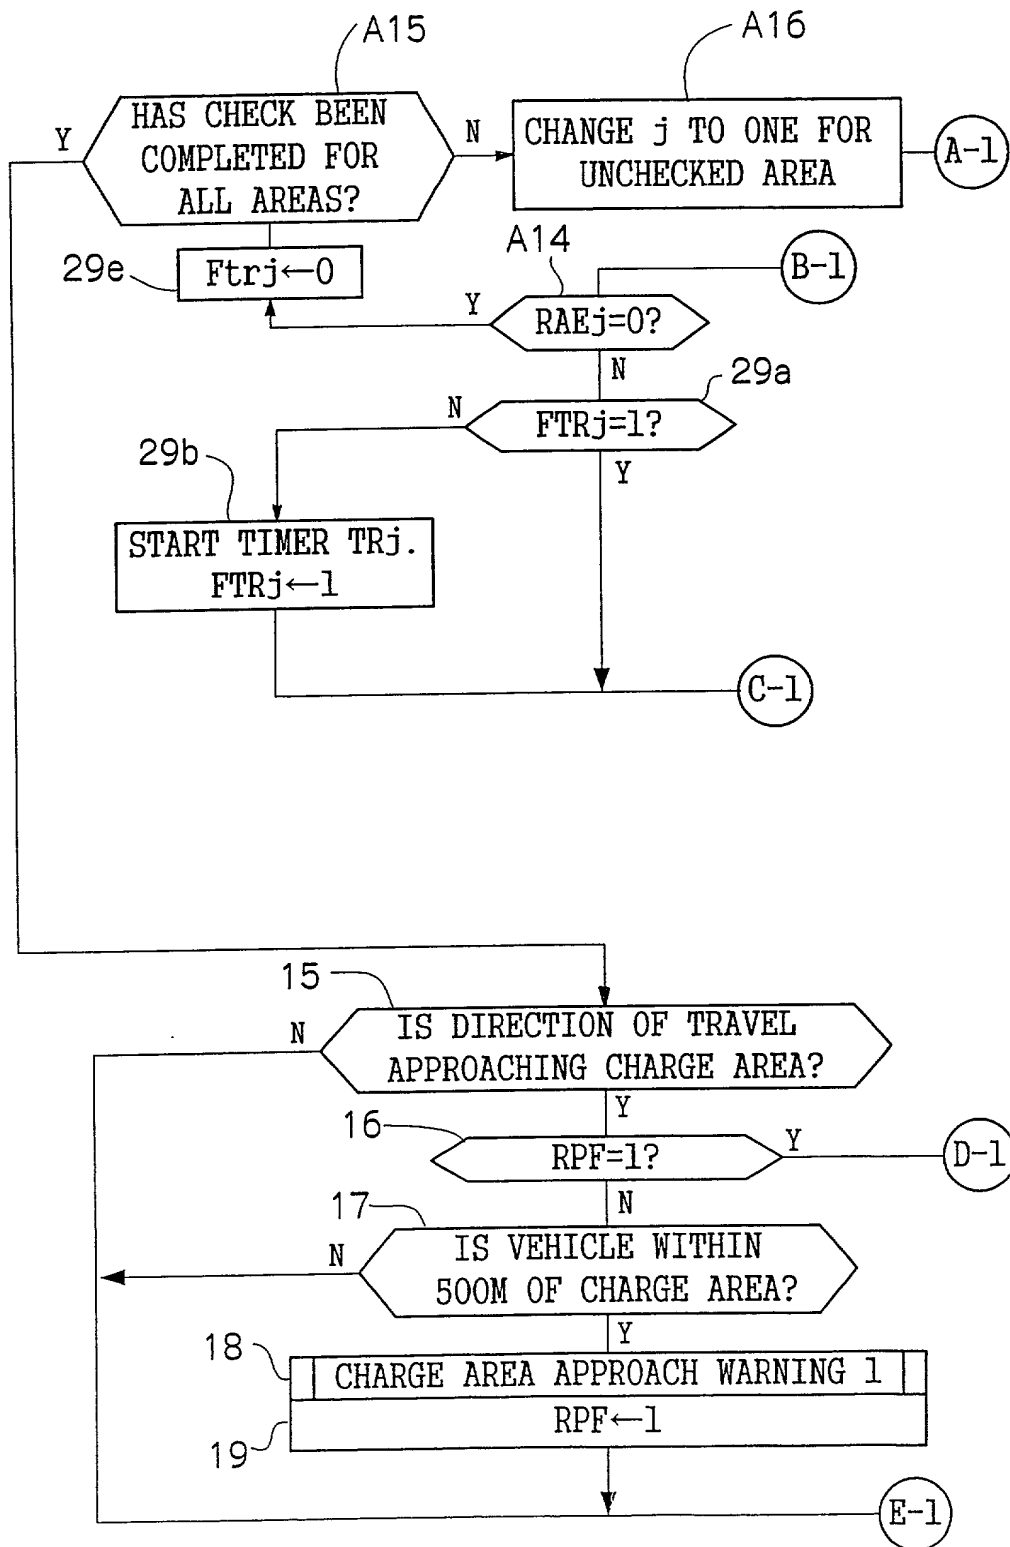 A15
A16
Y
HAS CHECK BEEN
COMPLETED FOR
ALL AREAS?
N
CHANGE j TO ONE FOR
UNCHECKED AREA
A-1
29e
Ftrj←0
A14
B-1
Y
RAEj=0?
N
29a
N
FTRj=1?
Y
29b
START TIMER TRj.
FTRj←1
C-1
15
N
IS DIRECTION OF TRAVEL
APPROACHING CHARGE AREA?
Y
16
RPF=1?
Y
D-1
N
17
N
IS VEHICLE WITHIN
500M OF CHARGE AREA?
Y
18
CHARGE AREA APPROACH WARNING 1
19
RPF←1
E-1